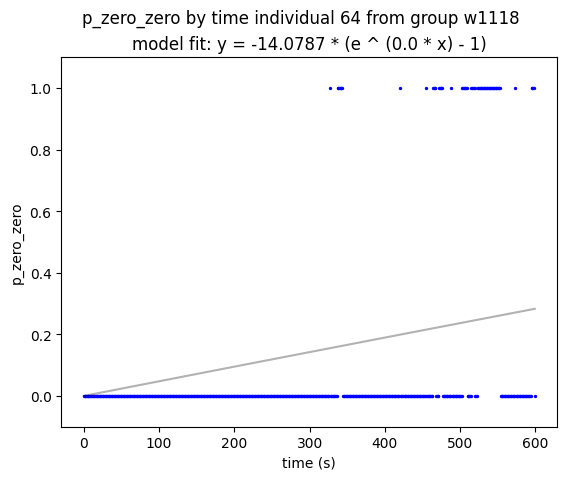 p_zero_zero by time individual 64 from group w1118
model fit: y = -14.0787 * (e ^ (0.0 * x) - 1)
1.0
0.8
0.6
0.4
0.2
0.0
p_zero_zero
0 100 200 300 400 500 600
time (s)